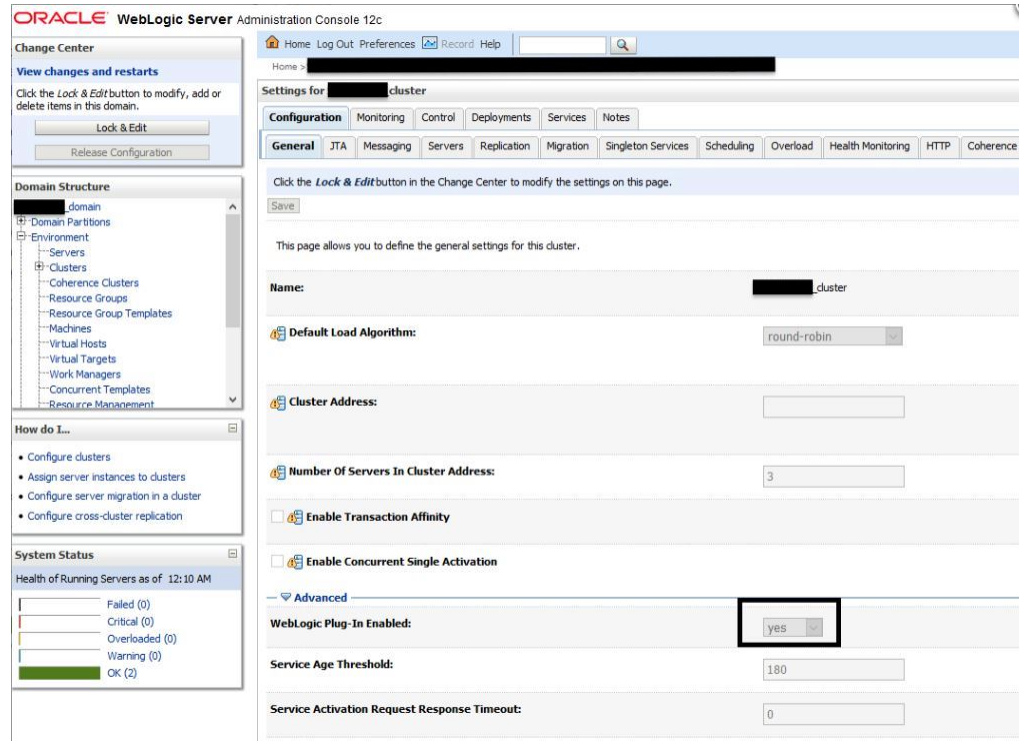 ORACLE WebLogic Server Administration Console 12c
Change Center
View changes and restarts
Click the Lock & Edit button to modify, add or
delete items in this domain.
Lock & Edit
Release Configuration
Domain Structure
_domain
Domain Partitions
Environment
Servers
Clusters
Coherence Clusters
Resource Groups
Resource Group Templates
Machines
Virtual Hosts
Virtual Targets
Work Managers
Concurrent Templates
Resource Management
How do I...
Configure clusters
Assign server instances to clusters
Configure server migration in a cluster
Configure cross-cluster replication
System Status
Health of Running Servers as of 12:10 AM
Failed (0)
Critical (0)
Overloaded (0)
Warning (0)
OK (2)
Home Log Out Preferences Record Help
Home >
Settings for cluster
Configuration Monitoring Control Deployments Services Notes
General JTA Messaging Servers Replication Migration Singleton Services Scheduling Overload Health Monitoring HTTP Coherence
Click the Lock & Edit button in the Change Center to modify the settings on this page.
Save
This page allows you to define the general settings for this cluster.
Name: _cluster
Default Load Algorithm: round-robin
Cluster Address:
Number Of Servers In Cluster Address: 3
Enable Transaction Affinity
Enable Concurrent Single Activation
Advanced
WebLogic Plug-In Enabled: yes
Service Age Threshold: 180
Service Activation Request Response Timeout: 0